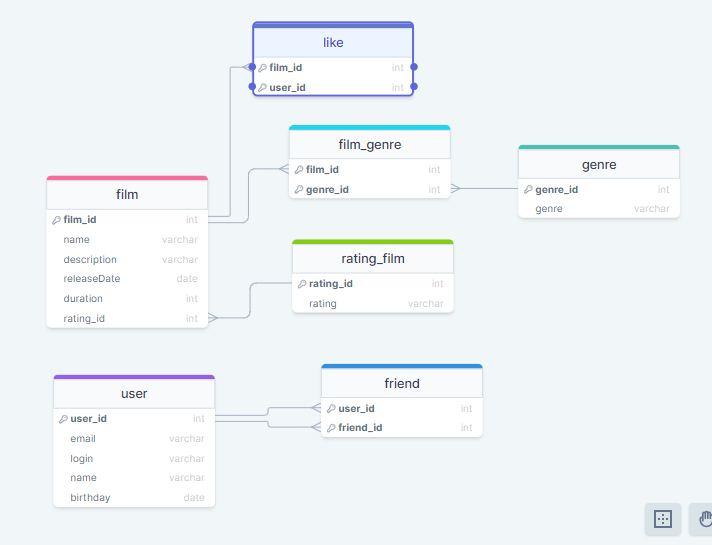 like
film_id int
user_id int
film_genre
film_id int
genre_id int
genre
genre_id int
genre varchar
film
film_id int
name varchar
description varchar
releaseDate date
duration int
rating_id int
rating_film
rating_id int
rating varchar
user
user_id int
email varchar
login varchar
name varchar
birthday date
friend
user_id int
friend_id int